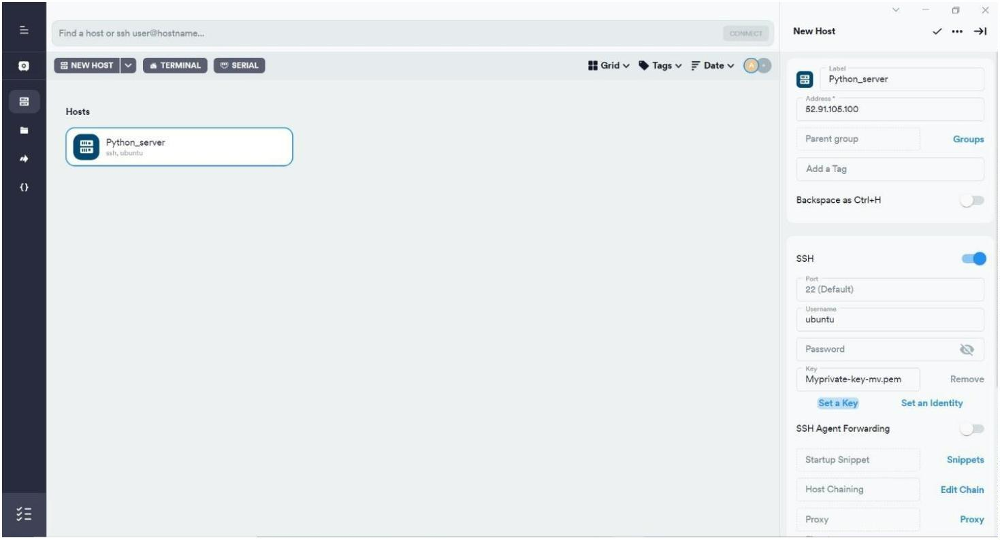 Find a host or ssh user@hostname...
CONNECT
NEW HOST
TERMINAL
SERIAL
Grid
Tags
Date
Hosts
Python_server
ssh, ubuntu
New Host
Label
Python_server
Address *
52.91.105.100
Parent group
Groups
Add a Tag
Backspace as Ctrl+H
SSH
Port
22 (Default)
Username
ubuntu
Password
Key
Myprivate-key-mv.pem
Remove
Set a Key
Set an Identity
SSH Agent Forwarding
Startup Snippet
Snippets
Host Chaining
Edit Chain
Proxy
Proxy